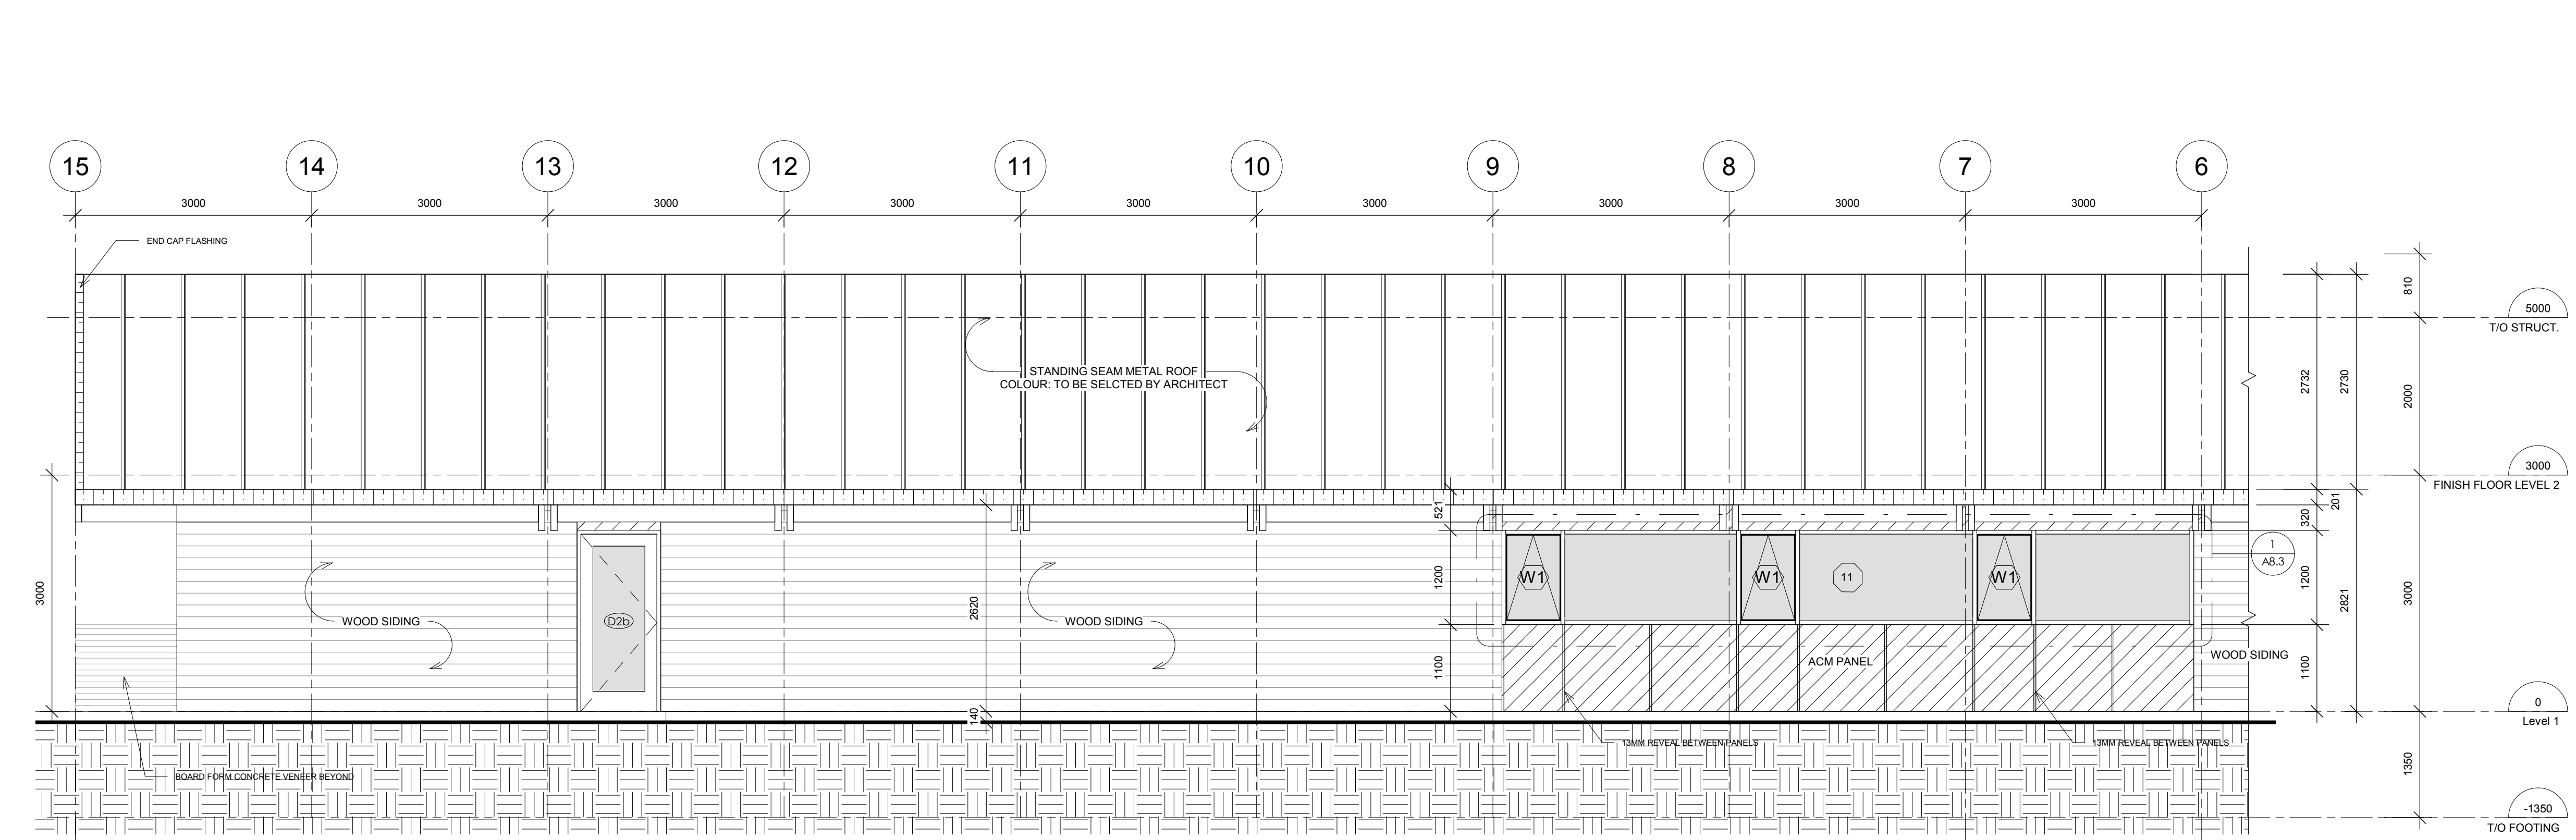 15 14 13 12 11 10 9 8 7 6
3000 3000 3000 3000 3000 3000 3000 3000 3000
END CAP FLASHING
810
5000
T/O STRUCT.
STANDING SEAM METAL ROOF
COLOUR: TO BE SELCTED BY ARCHITECT
2732
2730
2000
3000
FINISH FLOOR LEVEL 2
521
201
320
1
A8.3
W1
W1
11
W1
1200
1200
3000
2620
2821
3000
WOOD SIDING
D2b
WOOD SIDING
ACM PANEL
WOOD SIDING
1100
1100
140
0
Level 1
13MM REVEAL BETWEEN PANELS
13MM REVEAL BETWEEN PANELS
BOARD FORM CONCRETE VENEER BEYOND
1350
-1350
T/O FOOTING